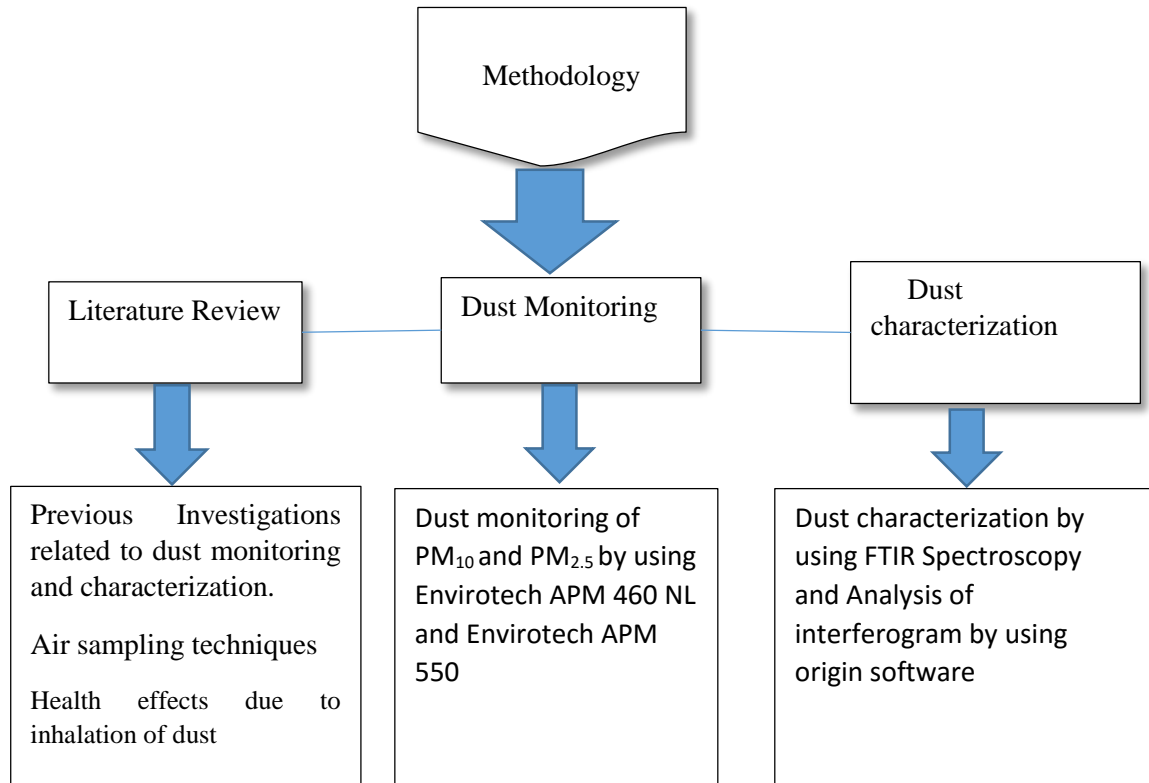 Methodology
Literature Review
Dust Monitoring
Dust
characterization
Previous Investigations
related to dust monitoring
and characterization.
Air sampling techniques
Health effects due to
inhalation of dust
Dust monitoring of
PM₁₀ and PM₂.₅ by using
Envirotech APM 460 NL
and Envirotech APM
550
Dust characterization by
using FTIR Spectroscopy
and Analysis of
interferogram by using
origin software